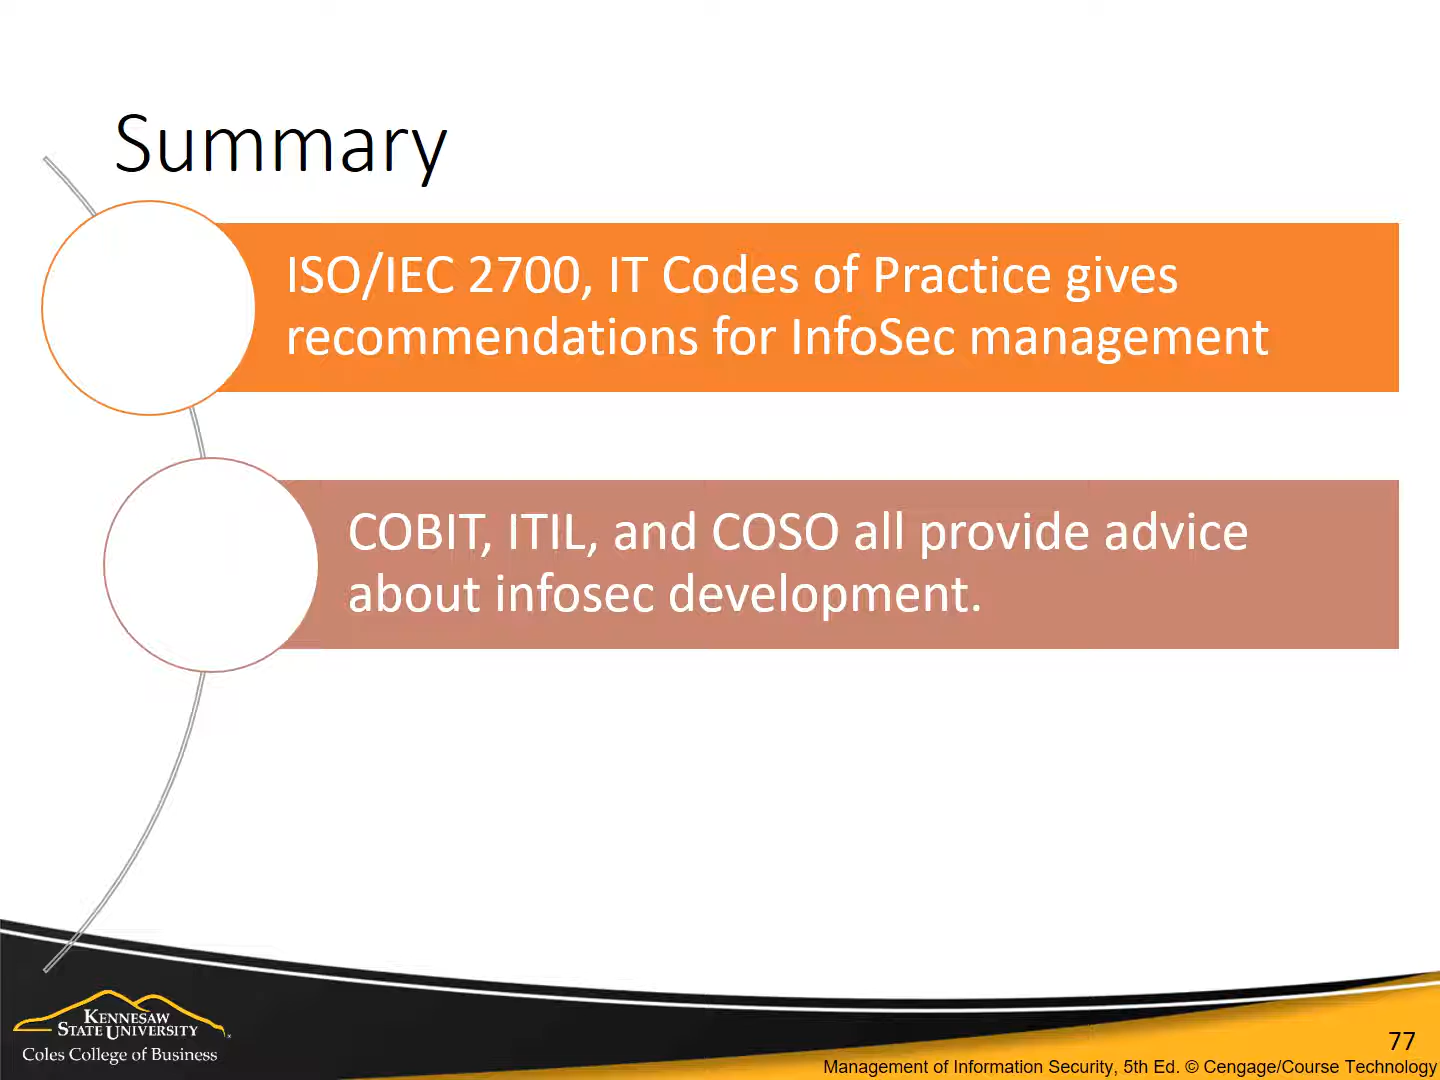 Summary
ISO/IEC 2700, IT Codes of Practice gives
recommendations for InfoSec management
COBIT, ITIL, and COSO all provide advice
about infosec development.
KENNESAW
STATE UNIVERSITY
Coles College of Business
77
Management of Information Security, 5th Ed. © Cengage/Course Technology